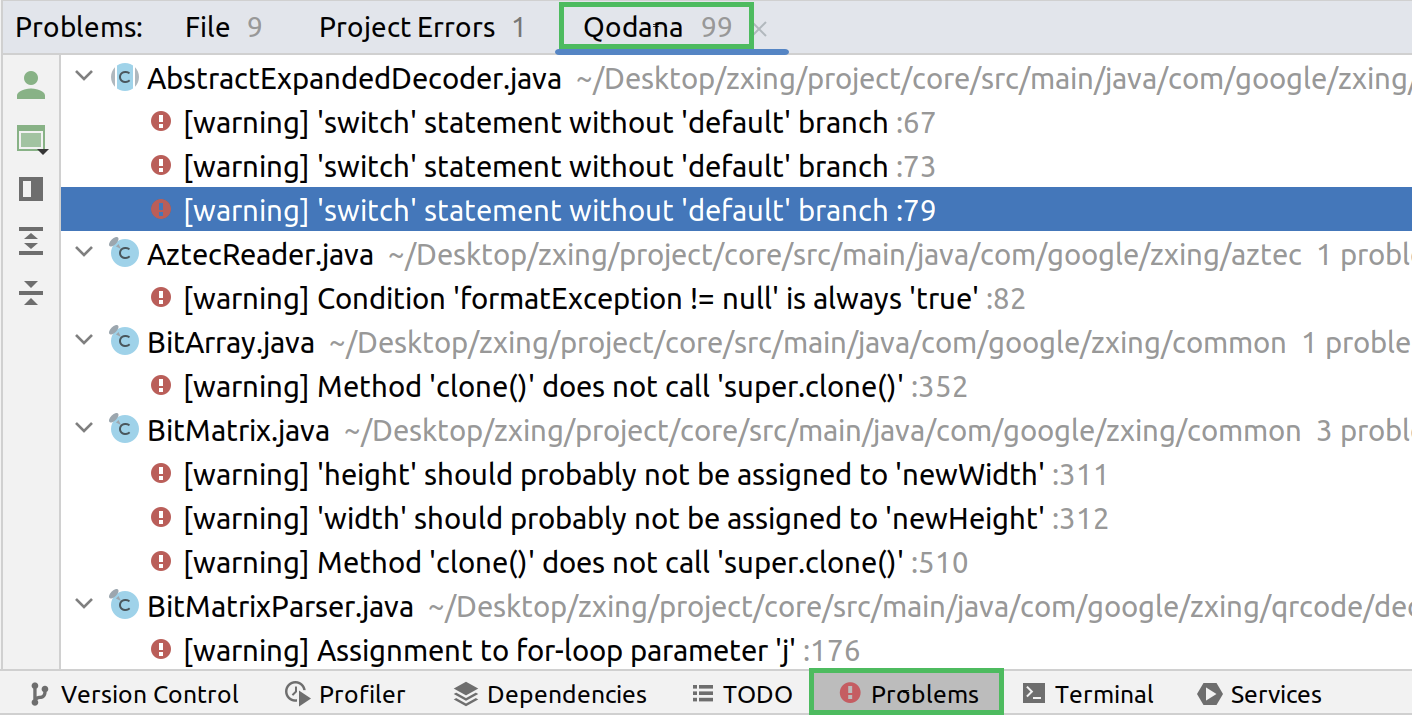 Problems: File 9 Project Errors 1 Qodana 99
AbstractExpandedDecoder.java ~/Desktop/zxing/project/core/src/main/java/com/google/zxing/
[warning] 'switch' statement without 'default' branch :67
[warning] 'switch' statement without 'default' branch :73
[warning] 'switch' statement without 'default' branch :79
AztecReader.java ~/Desktop/zxing/project/core/src/main/java/com/google/zxing/aztec 1 probl
[warning] Condition 'formatException != null' is always 'true' :82
BitArray.java ~/Desktop/zxing/project/core/src/main/java/com/google/zxing/common 1 proble
[warning] Method 'clone()' does not call 'super.clone()' :352
BitMatrix.java ~/Desktop/zxing/project/core/src/main/java/com/google/zxing/common 3 probl
[warning] 'height' should probably not be assigned to 'newWidth' :311
[warning] 'width' should probably not be assigned to 'newHeight' :312
[warning] Method 'clone()' does not call 'super.clone()' :510
BitMatrixParser.java ~/Desktop/zxing/project/core/src/main/java/com/google/zxing/qrcode/dec
[warning] Assignment to for-loop parameter 'j' :176
Version Control Profiler Dependencies TODO Problems Terminal Services